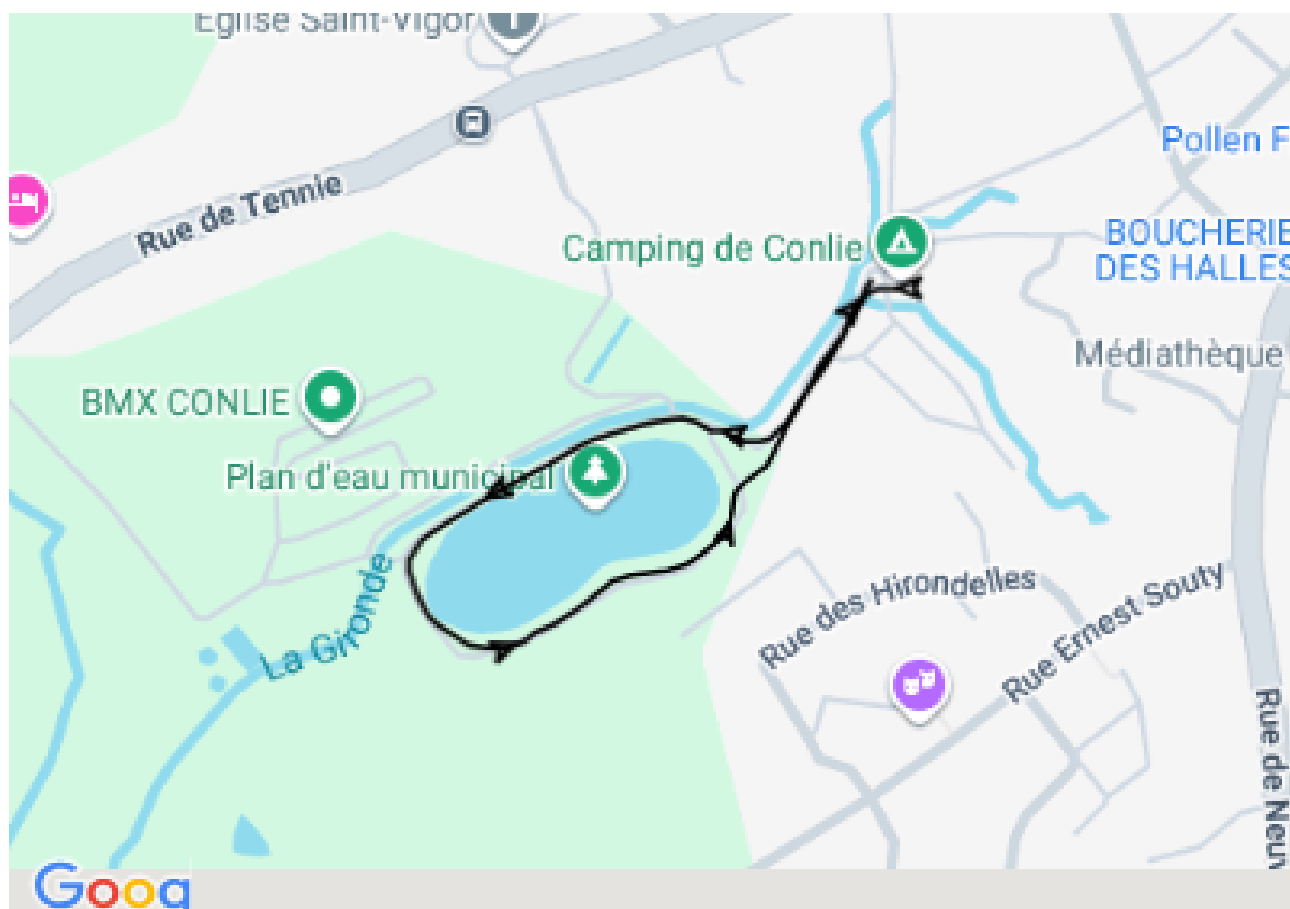 Eglise Saint-Vigor
Pollen F
Rue de Tennie
Camping de Conlie
BOUCHERIE
DES HALLES
Médiathèque
BMX CONLIE
Plan d'eau municipal
La Gironde
Rue des Hirondelles
Rue Ernest Souty
Rue de Neuv
Goog